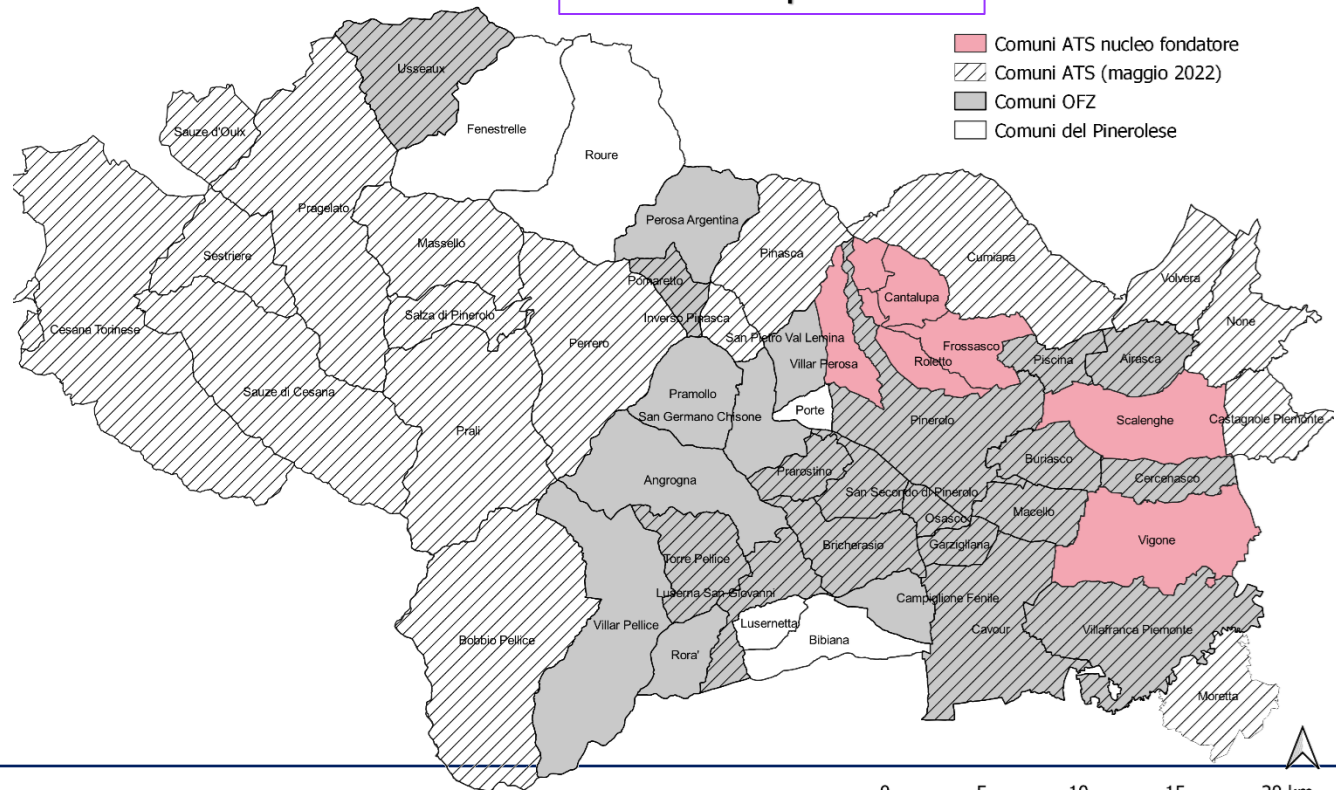 Comuni ATS nucleo fondatore
Comuni ATS (maggio 2022)
Comuni OFZ
Comuni del Pinerolese
Usseaux
Fenestrelle
Sauze d'Oulx
Roure
Pragelato
Perosa Argentina
Massello
Pinasca
Sestriere
Cumiana
Volvera
Pomaretto
Cantalupa
Salza di Pinerolo
Inverso Pinasca
None
Cesana Torinese
San Pietro Val Lemina
Perrero
Frossasco
Villar Perosa
Roletto
Piscina
Airasca
Sauze di Cesana
Pramollo
Porte
San Germano Chisone
Pinerolo
Scalenghe
Castagnole Piemonte
Prali
Buriasco
Prarostino
Angrogna
Cercenasco
San Secondo di Pinerolo
Macello
Osasco
Vigone
Bricherasio
Garzigliana
Torre Pellice
Luserna San Giovanni
Campiglione Fenile
Villar Pellice
Lusernetta
Cavour
Villafranca Piemonte
Bobbio Pellice
Bibiana
Rora'
Moretta
0 5 10 15 20 km